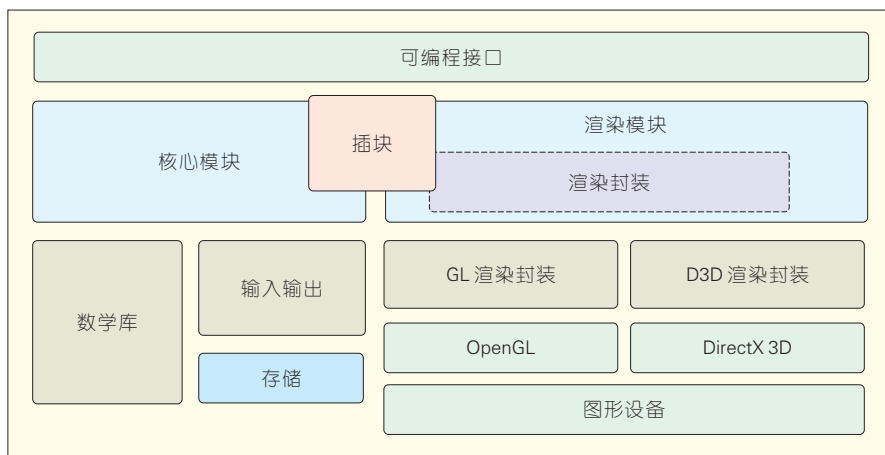 可编程接口
核心模块
插块
渲染模块
渲染封装
数学库
输入输出
存储
GL 渲染封装
D3D 渲染封装
OpenGL
DirectX 3D
图形设备